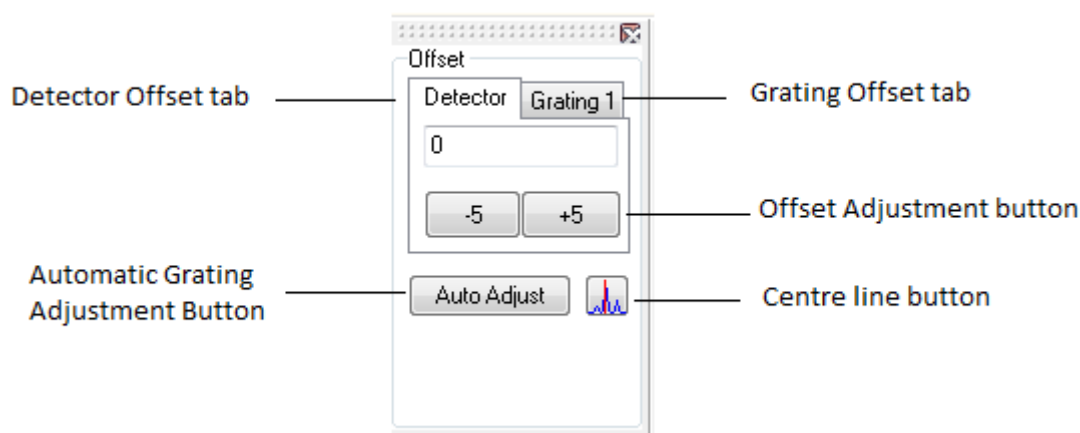 Offset
Detector Offset tab
Detector
Grating 1
Grating Offset tab
0
-5
+5
Offset Adjustment button
Automatic Grating
Adjustment Button
Auto Adjust
Centre line button